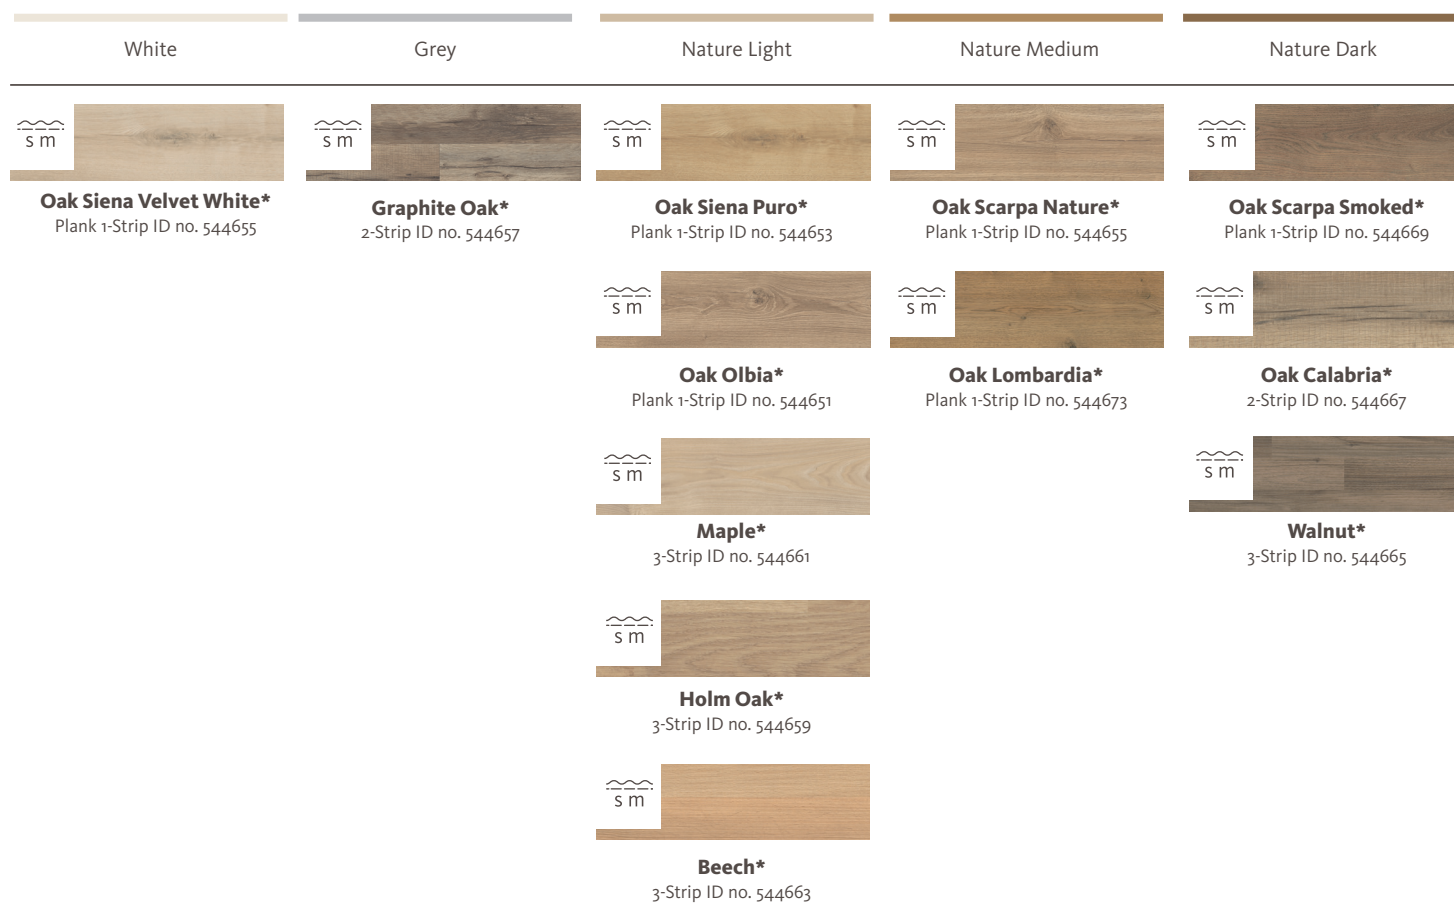 White
Grey
Nature Light
Nature Medium
Nature Dark
s m
Oak Siena Velvet White*
Plank 1-Strip ID no. 544655
s m
Graphite Oak*
2-Strip ID no. 544657
s m
Oak Siena Puro*
Plank 1-Strip ID no. 544653
s m
Oak Scarpa Nature*
Plank 1-Strip ID no. 544655
s m
Oak Scarpa Smoked*
Plank 1-Strip ID no. 544669
s m
Oak Olbia*
Plank 1-Strip ID no. 544651
s m
Oak Lombardia*
Plank 1-Strip ID no. 544673
s m
Oak Calabria*
2-Strip ID no. 544667
s m
Maple*
3-Strip ID no. 544661
s m
Walnut*
3-Strip ID no. 544665
s m
Holm Oak*
3-Strip ID no. 544659
s m
Beech*
3-Strip ID no. 544663